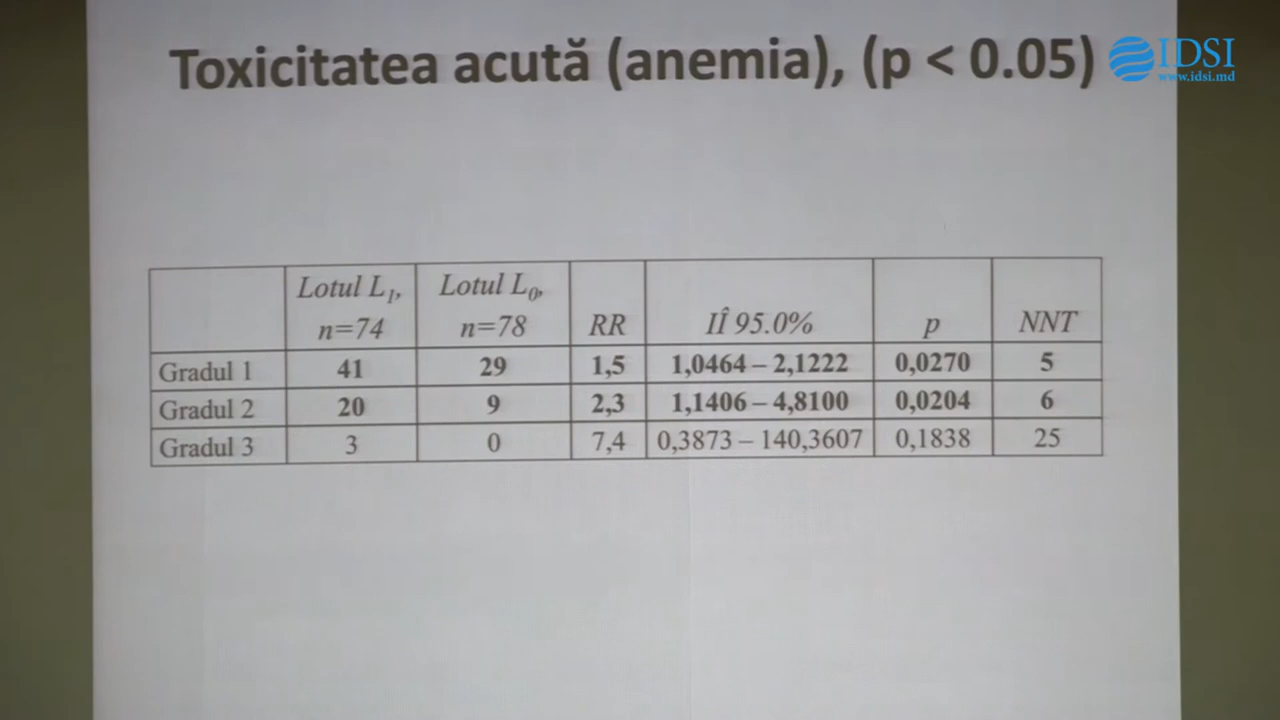 Toxicitatea acută (anemia), (p < 0.05)
IDSI
www.idsi.md
Lotul L1, n=74 Lotul L0, n=78 RR IÎ 95.0% p NNT
Gradul 1 41 29 1,5 1,0464 – 2,1222 0,0270 5
Gradul 2 20 9 2,3 1,1406 – 4,8100 0,0204 6
Gradul 3 3 0 7,4 0,3873 – 140,3607 0,1838 25